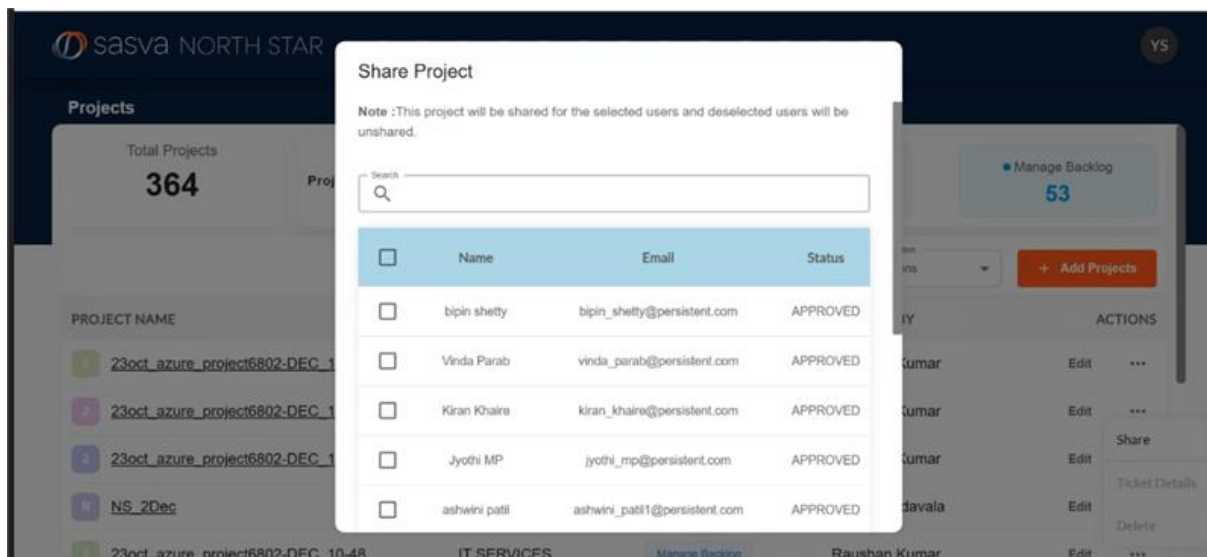 sasva NORTH STAR
YS
Projects
Total Projects
364
Proj
Manage Backlog
53
+ Add Projects
PROJECT NAME
ACTIONS
23oct_azure_project6802-DEC_1
Kumar
Edit
...
23oct_azure_project6802-DEC_1
Kumar
Edit
...
23oct_azure_project6802-DEC_1
Kumar
Edit
NS_2Dec
davala
Edit
23oct_azure_project6802-DEC_10-48
IT SERVICES
Manage Backlog
Raushan Kumar
Edit
...
Share
Ticket Details
Delete
Share Project
Note :This project will be shared for the selected users and deselected users will be
unshared.
Search
Name Email Status
bipin shetty bipin_shetty@persistent.com APPROVED
Vinda Parab vinda_parab@persistent.com APPROVED
Kiran Khaire kiran_khaire@persistent.com APPROVED
Jyothi MP jyothi_mp@persistent.com APPROVED
ashwini patil ashwini_patil1@persistent.com APPROVED